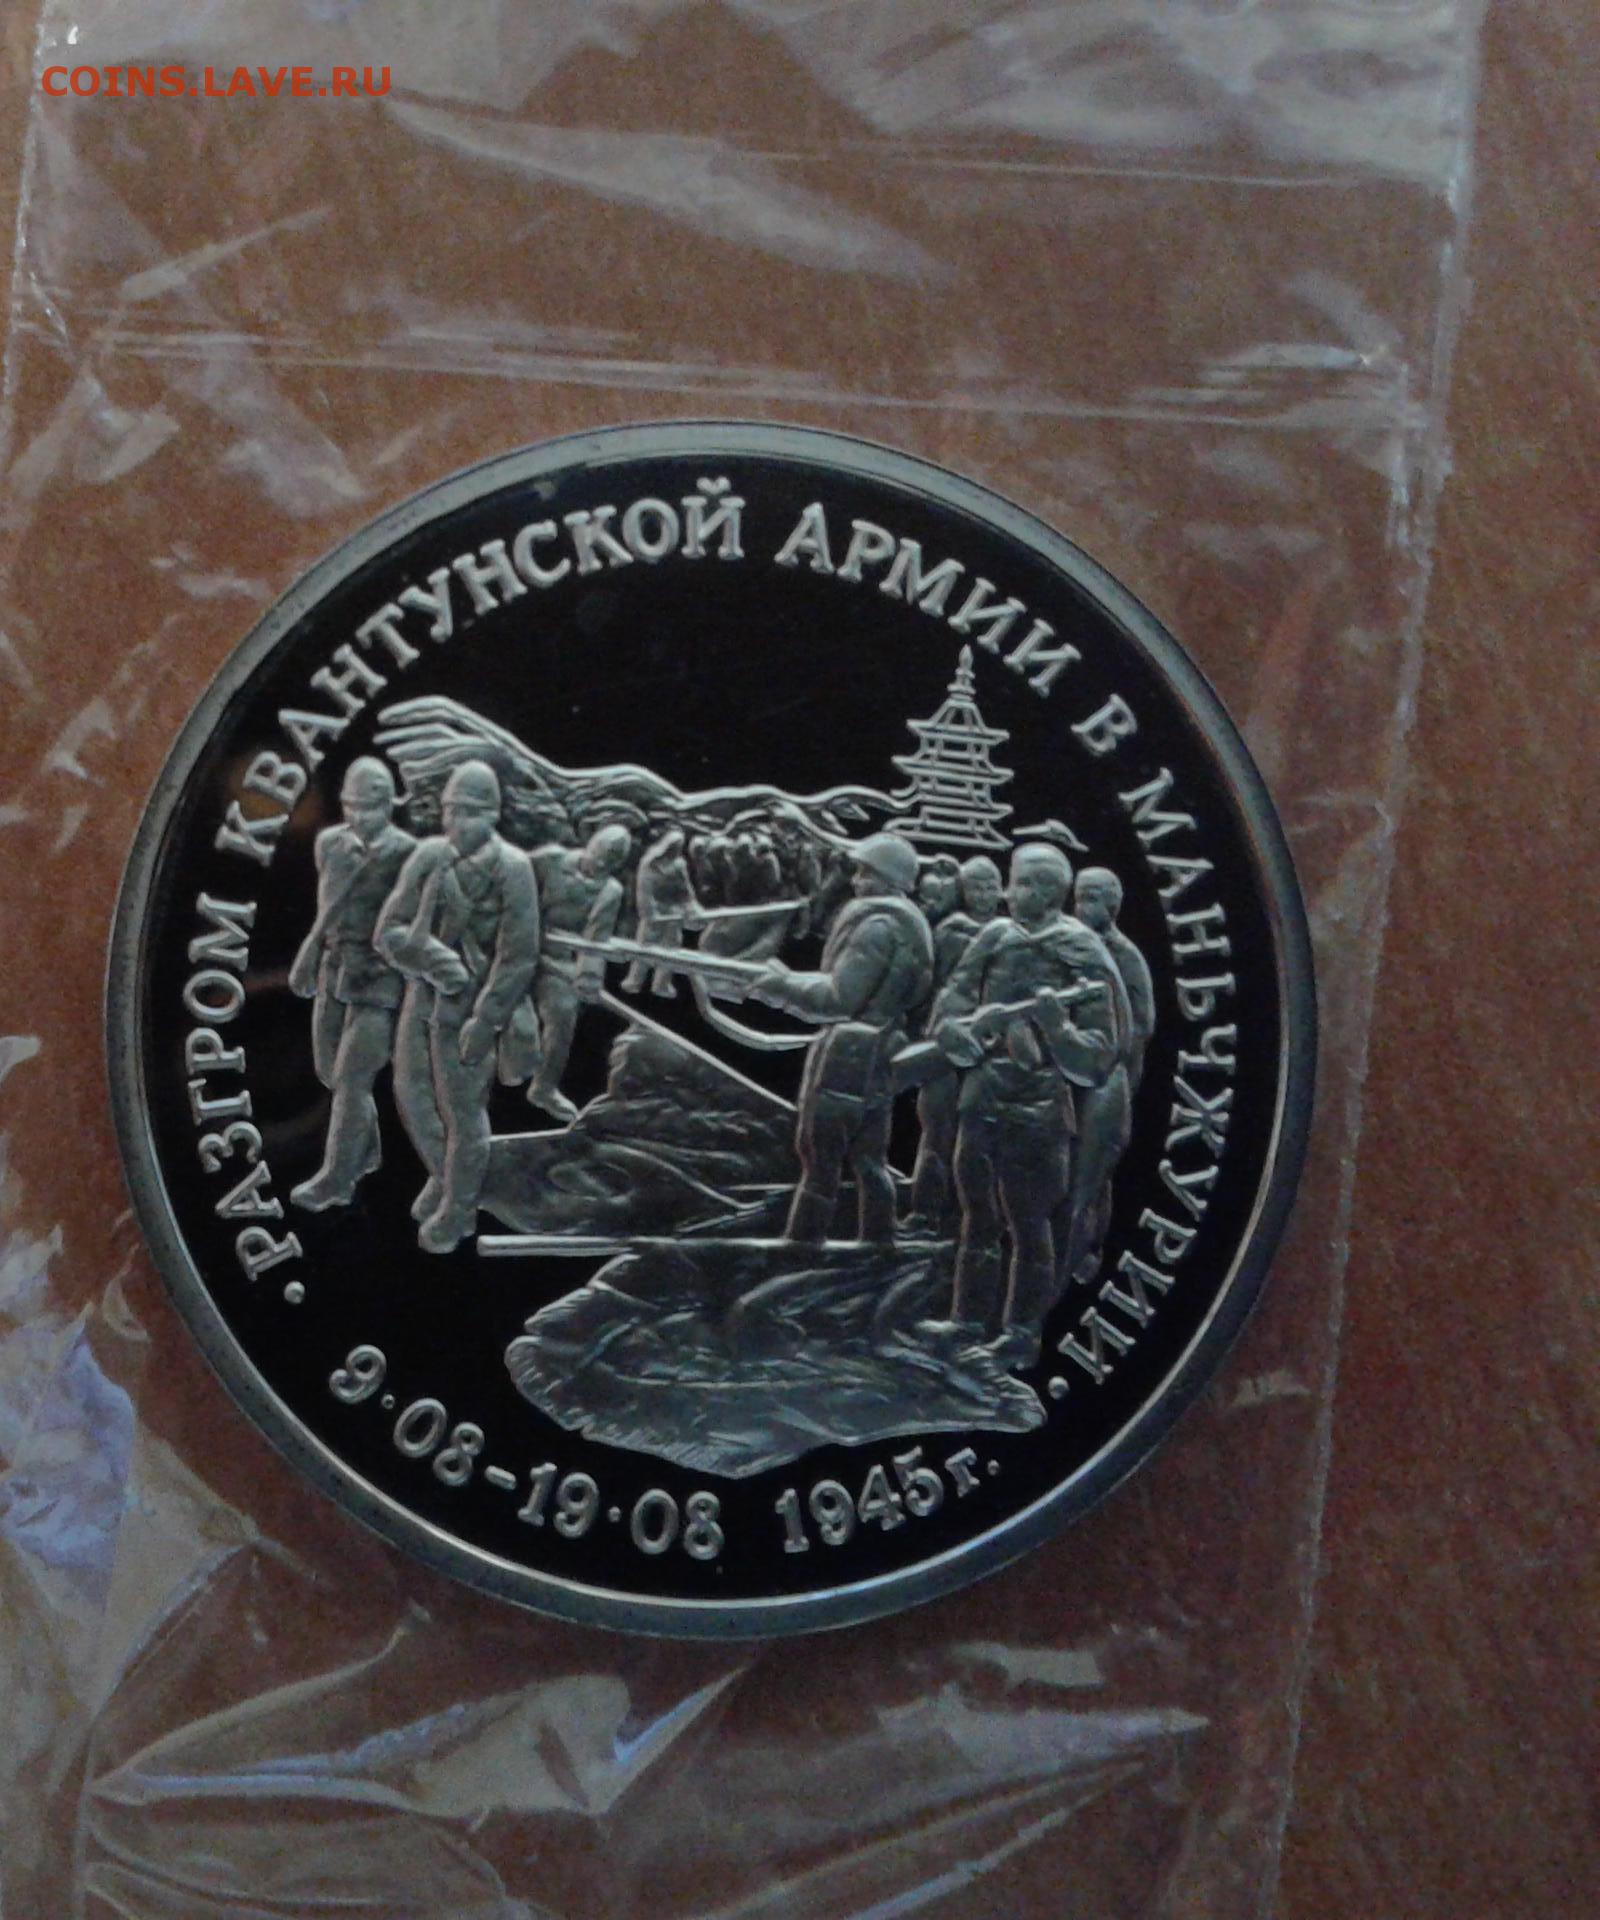 COINS.LAVE.RU
· РАЗГРОМ КВАНТУНСКОЙ АРМИИ В МАНЬЧЖУРИИ ·
9·08-19·08 1945г.